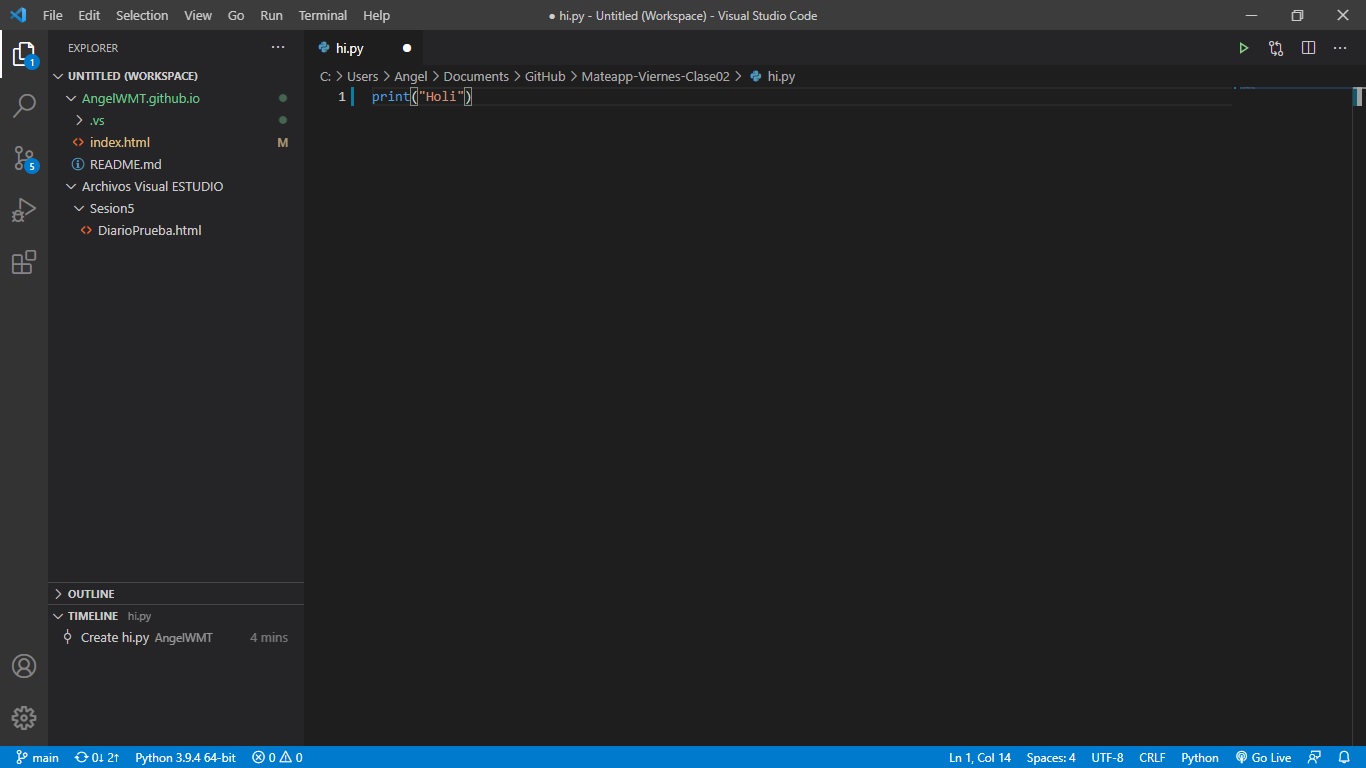 File Edit Selection View Go Run Terminal Help
● hi.py - Untitled (Workspace) - Visual Studio Code
EXPLORER
UNTITLED (WORKSPACE)
AngelWMT.github.io
.vs
index.html M
README.md
Archivos Visual ESTUDIO
Sesion5
DiarioPrueba.html
OUTLINE
TIMELINE hi.py
Create hi.py AngelWMT 4 mins
1
5
hi.py
C: > Users > Angel > Documents > GitHub > Mateapp-Viernes-Clase02 > hi.py
1 print("Holi")
main 0↓ 2↑ Python 3.9.4 64-bit 0 0 Ln 1, Col 14 Spaces: 4 UTF-8 CRLF Python Go Live